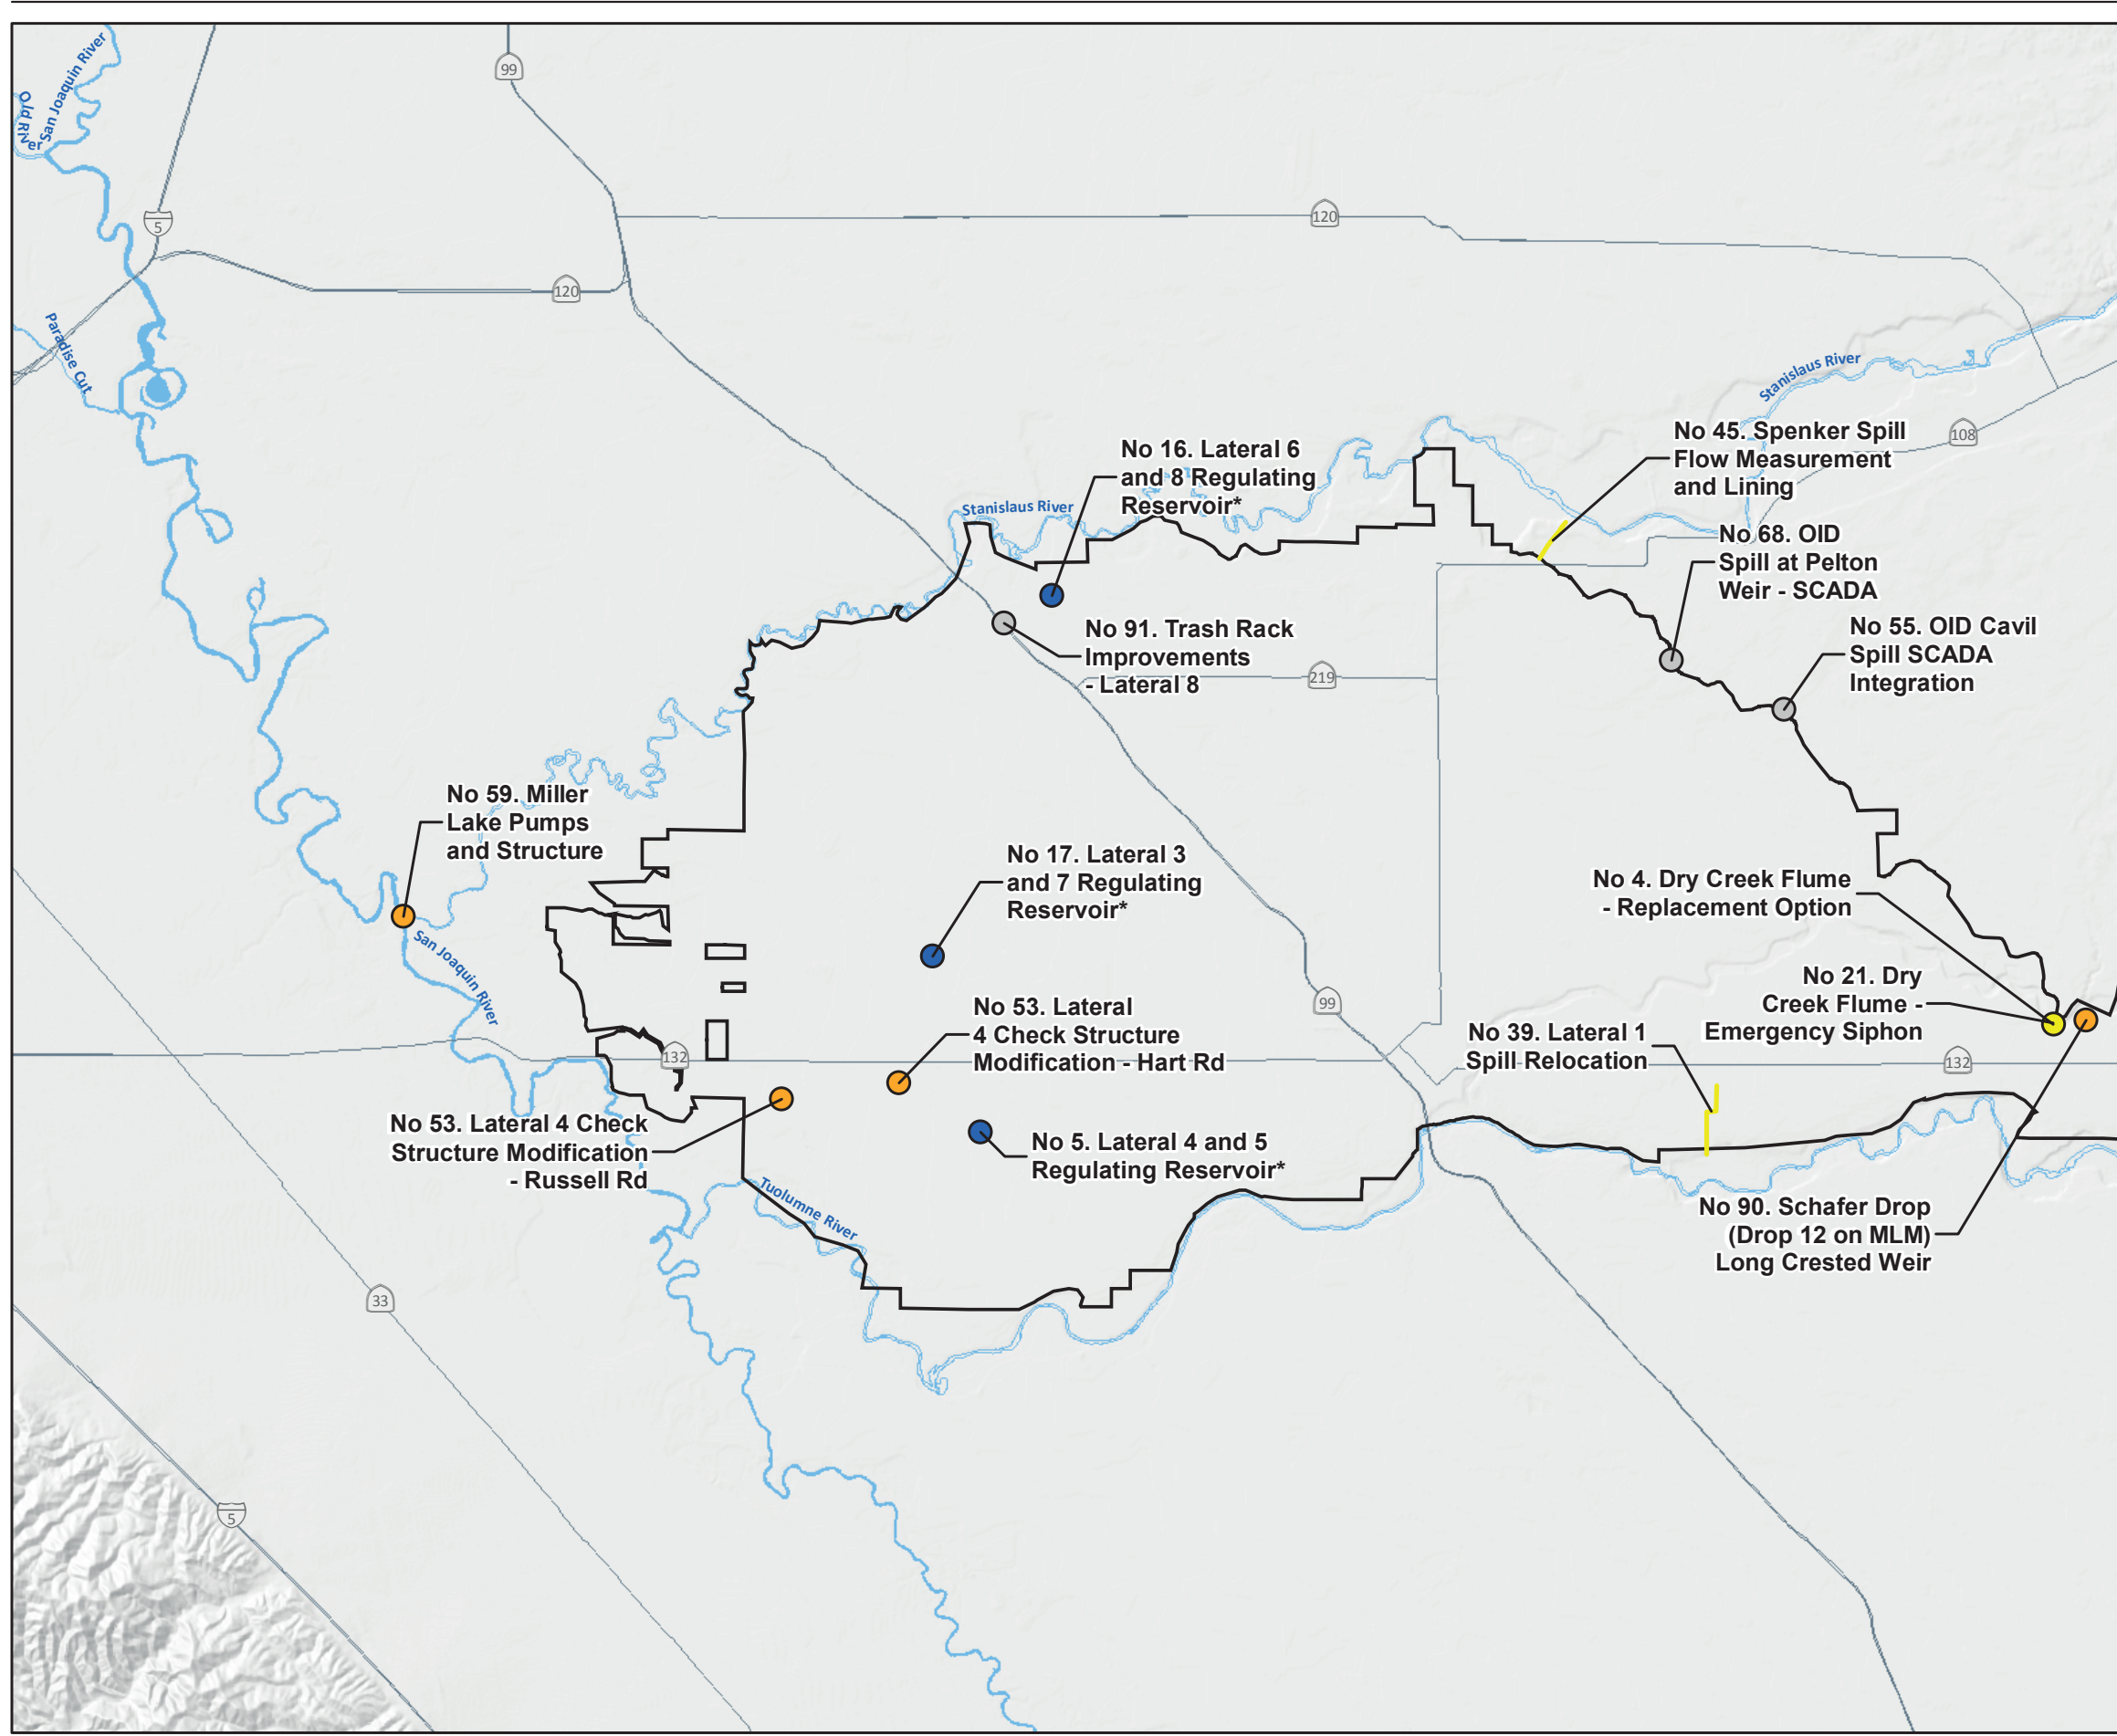 San Joaquin River
Old River
99
5
120
120
Paradise Cut
Stanislaus River
108
No 45. Spenker Spill
Flow Measurement
and Lining
No 16. Lateral 6
and 8 Regulating
Reservoir*
Stanislaus River
No 68. OID
Spill at Pelton
Weir - SCADA
No 91. Trash Rack
Improvements
- Lateral 8
219
No 55. OID Cavil
Spill SCADA
Integration
No 59. Miller
Lake Pumps
and Structure
No 17. Lateral 3
and 7 Regulating
Reservoir*
No 4. Dry Creek Flume
- Replacement Option
San Joaquin River
No 21. Dry
Creek Flume -
Emergency Siphon
99
No 53. Lateral
4 Check Structure
Modification - Hart Rd
No 39. Lateral 1
Spill Relocation
132
132
No 53. Lateral 4 Check
Structure Modification
- Russell Rd
No 5. Lateral 4 and 5
Regulating Reservoir*
Tuolumne River
No 90. Schafer Drop
(Drop 12 on MLM)
Long Crested Weir
33
5